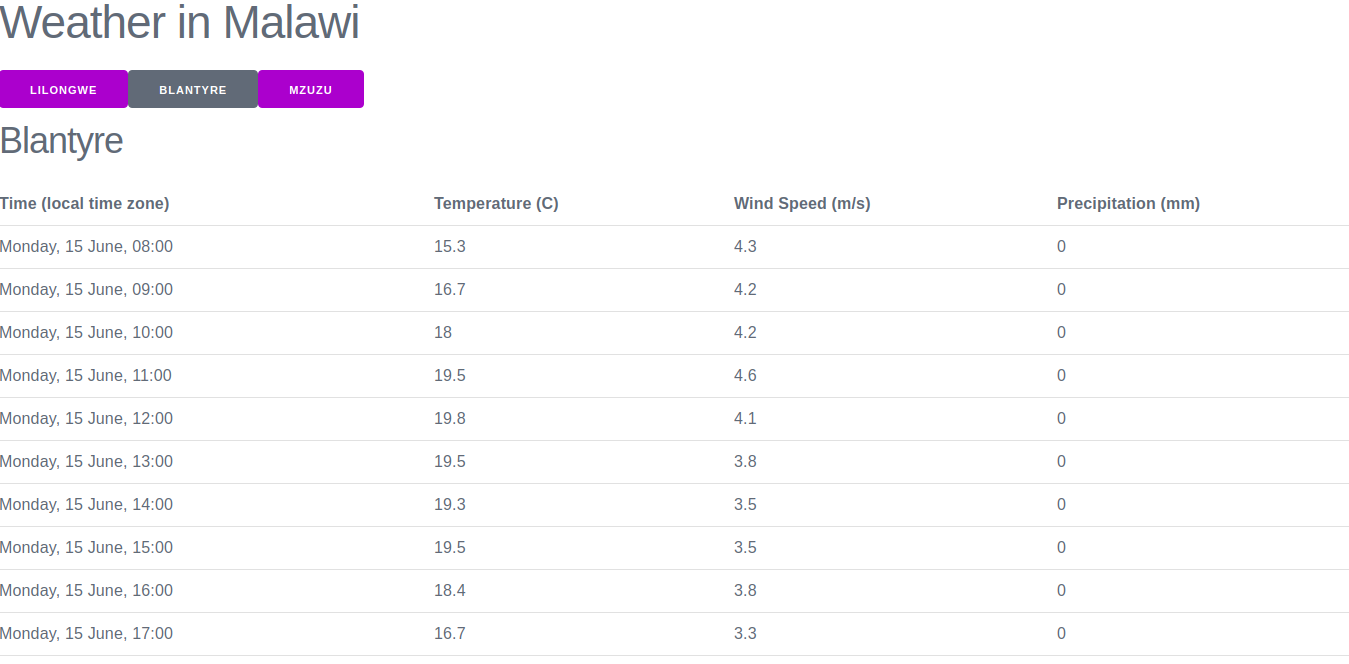 Weather in Malawi
LILONGWE BLANTYRE MZUZU
Blantyre
Time (local time zone) Temperature (C) Wind Speed (m/s) Precipitation (mm)
Monday, 15 June, 08:00 15.3 4.3 0
Monday, 15 June, 09:00 16.7 4.2 0
Monday, 15 June, 10:00 18 4.2 0
Monday, 15 June, 11:00 19.5 4.6 0
Monday, 15 June, 12:00 19.8 4.1 0
Monday, 15 June, 13:00 19.5 3.8 0
Monday, 15 June, 14:00 19.3 3.5 0
Monday, 15 June, 15:00 19.5 3.5 0
Monday, 15 June, 16:00 18.4 3.8 0
Monday, 15 June, 17:00 16.7 3.3 0